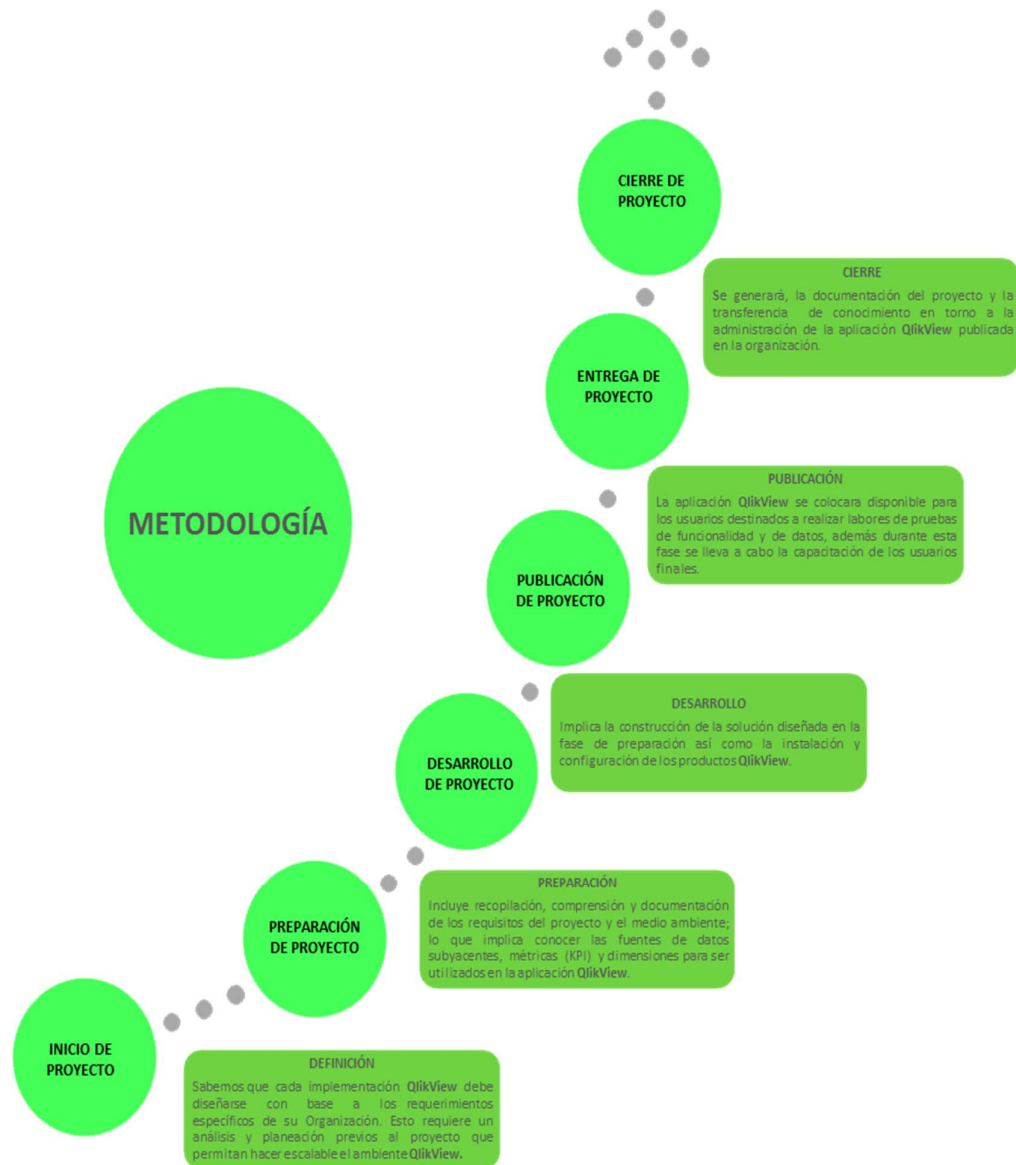 CIERRE DE
PROYECTO
CIERRE
Se generará, la documentación del proyecto y la
transferencia de conocimiento en torno a la
administración de la aplicación QlikView publicada
en la organización.
ENTREGA DE
PROYECTO
METODOLOGÍA
PUBLICACIÓN
La aplicación QlikView se colocara disponible para
los usuarios destinados a realizar labores de pruebas
de funcionalidad y de datos, además durante esta
fase se lleva a cabo la capacitación de los usuarios
finales.
PUBLICACIÓN
DE PROYECTO
DESARROLLO
Implica la construcción de la solución diseñada en la
fase de preparación así como la instalación y
configuración de los productos QlikView.
DESARROLLO
DE PROYECTO
PREPARACIÓN
Incluye recopilación, comprensión y documentación
de los requisitos del proyecto y el medio ambiente;
lo que implica conocer las fuentes de datos
subyacentes, métricas (KPI) y dimensiones para ser
utilizados en la aplicación QlikView.
PREPARACIÓN
DE PROYECTO
INICIO DE
PROYECTO
DEFINICIÓN
Sabemos que cada implementación QlikView debe
diseñarse con base a los requerimientos
específicos de su Organización. Esto requiere un
análisis y planeación previos al proyecto que
permitan hacer escalable el ambiente QlikView.